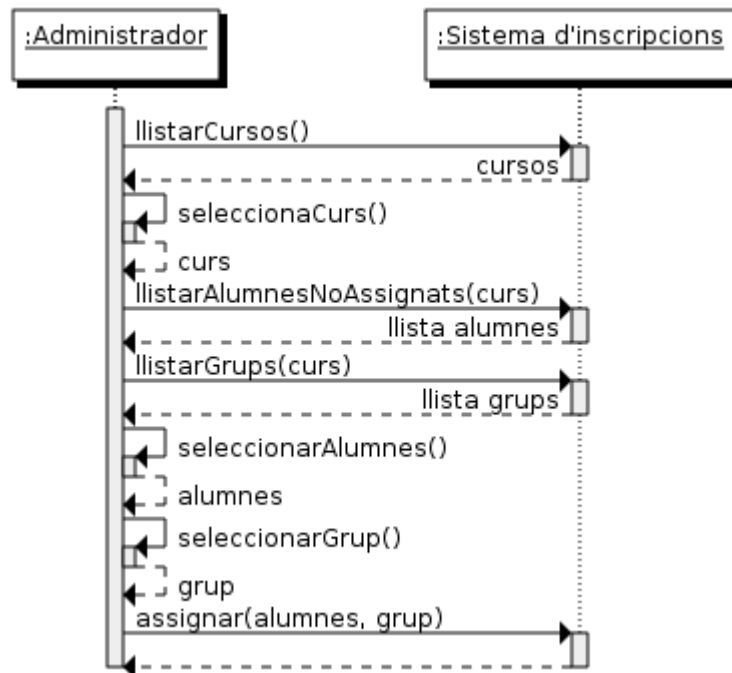 :Administrador
:Sistema d'inscripcions
llistarCursos()
cursos
seleccionaCurs()
curs
llistarAlumnesNoAssignats(curs)
llista alumnes
llistarGrups(curs)
llista grups
seleccionarAlumnes()
alumnes
seleccionarGrup()
grup
assignar(alumnes, grup)